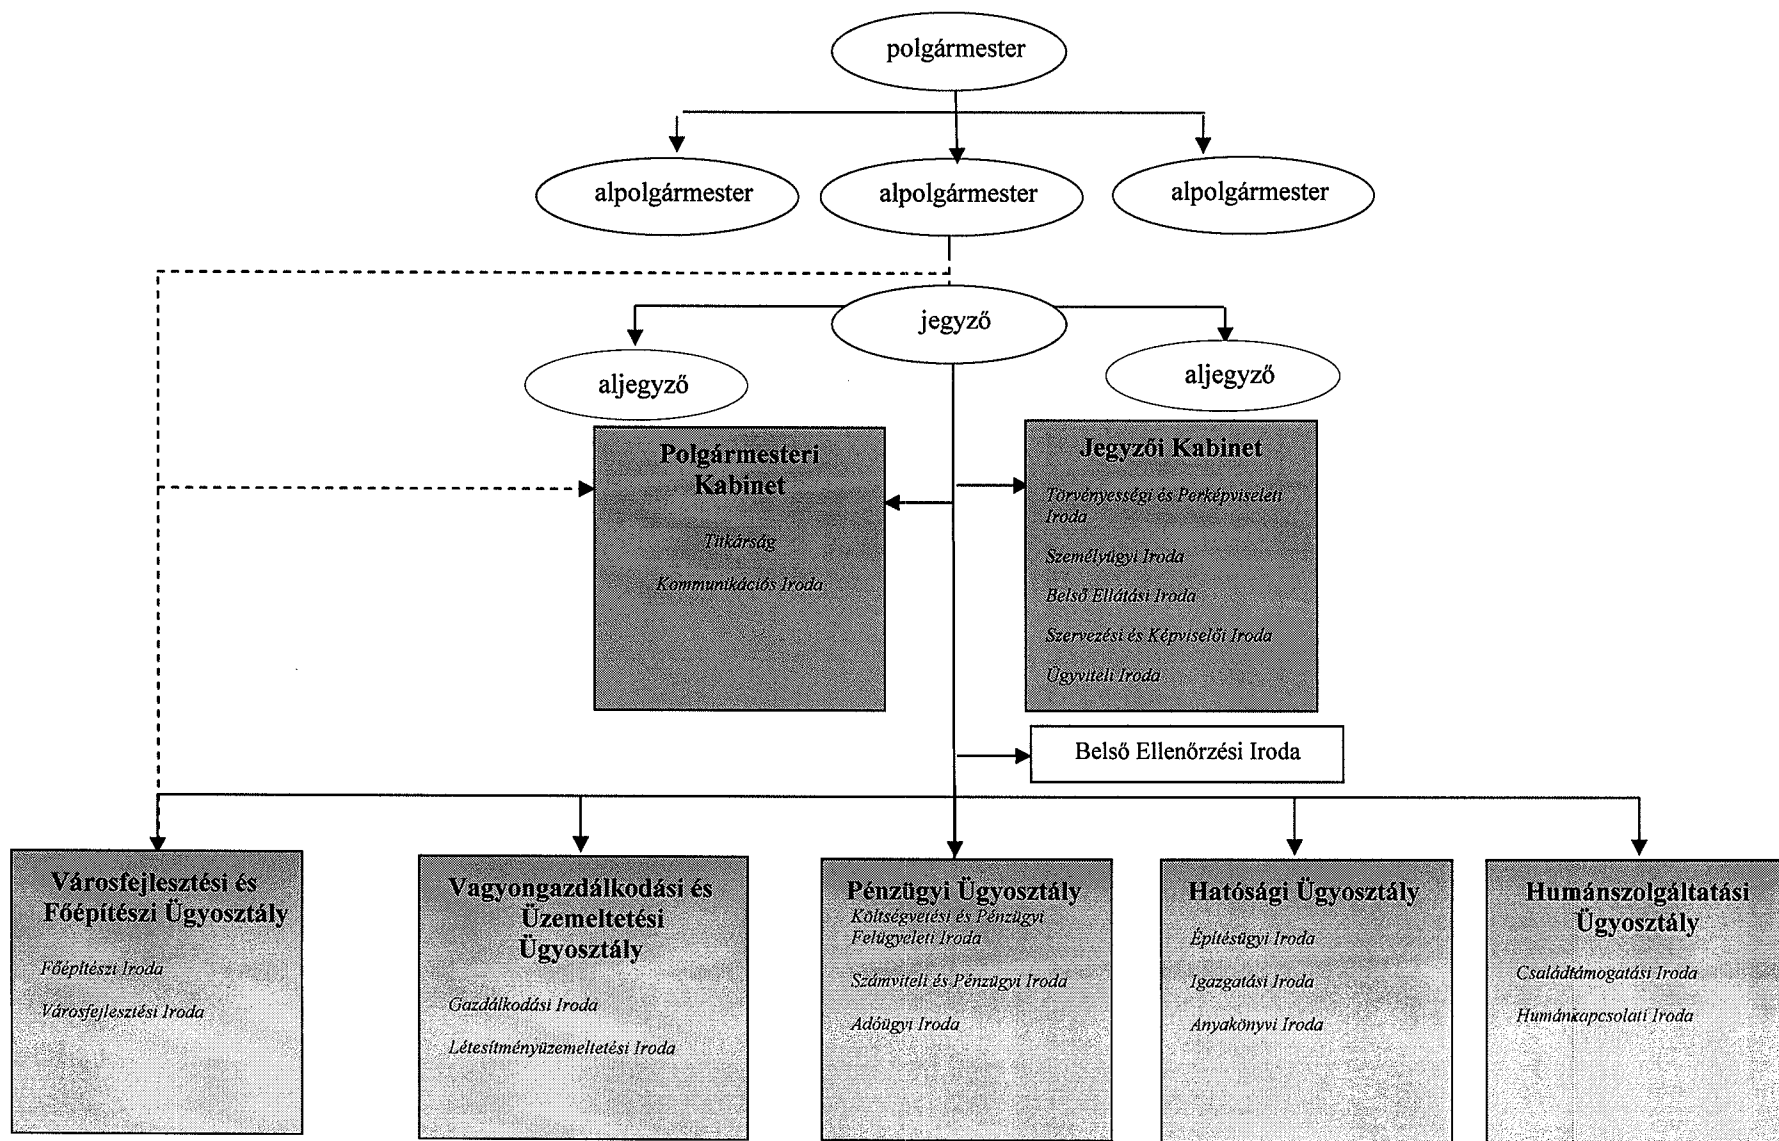 polgármester
alpolgármester
alpolgármester
alpolgármester
jegyző
aljegyző
aljegyző
Polgármesteri
Kabinet
Titkárság
Kommunikációs Iroda
Jegyzői Kabinet
Törvényességi és Perképviseleti
Iroda
Személyügyi Iroda
Belső Ellátási Iroda
Szervezési és Képviselői Iroda
Ügyviteli Iroda
Belső Ellenőrzési Iroda
Városfejlesztési és
Főépítészi Ügyosztály
Főépítészi Iroda
Városfejlesztési Iroda
Vagyongazdálkodási és
Üzemeltetési
Ügyosztály
Gazdálkodási Iroda
Létesítményüzemeltetési Iroda
Pénzügyi Ügyosztály
Költségvetési és Pénzügyi
Felügyeleti Iroda
Számviteli és Pénzügyi Iroda
Adóügyi Iroda
Hatósági Ügyosztály
Építésügyi Iroda
Igazgatási Iroda
Anyakönyvi Iroda
Humánszolgáltatási
Ügyosztály
Családtámogatási Iroda
Humánkapcsolati Iroda